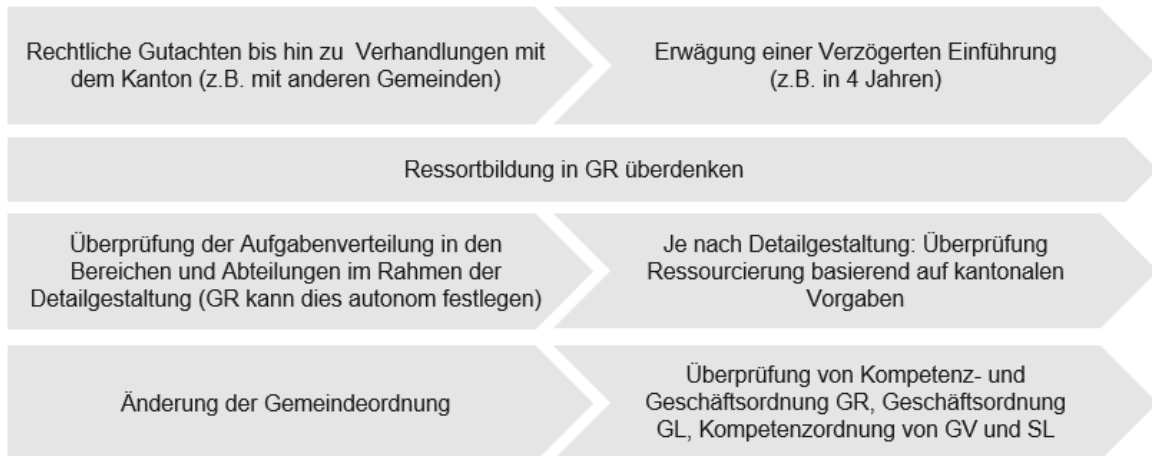 Rechtliche Gutachten bis hin zu Verhandlungen mit
dem Kanton (z.B. mit anderen Gemeinden)
Erwägung einer Verzögerten Einführung
(z.B. in 4 Jahren)
Ressortbildung in GR überdenken
Überprüfung der Aufgabenverteilung in den
Bereichen und Abteilungen im Rahmen der
Detailgestaltung (GR kann dies autonom festlegen)
Je nach Detailgestaltung: Überprüfung
Ressourcierung basierend auf kantonalen
Vorgaben
Änderung der Gemeindeordnung
Überprüfung von Kompetenz- und
Geschäftsordnung GR, Geschäftsordnung
GL, Kompetenzordnung von GV und SL